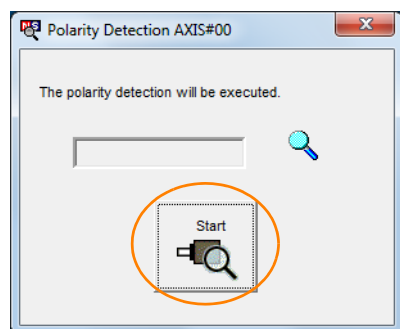 Polarity Detection AXIS#00
The polarity detection will be executed.
Start